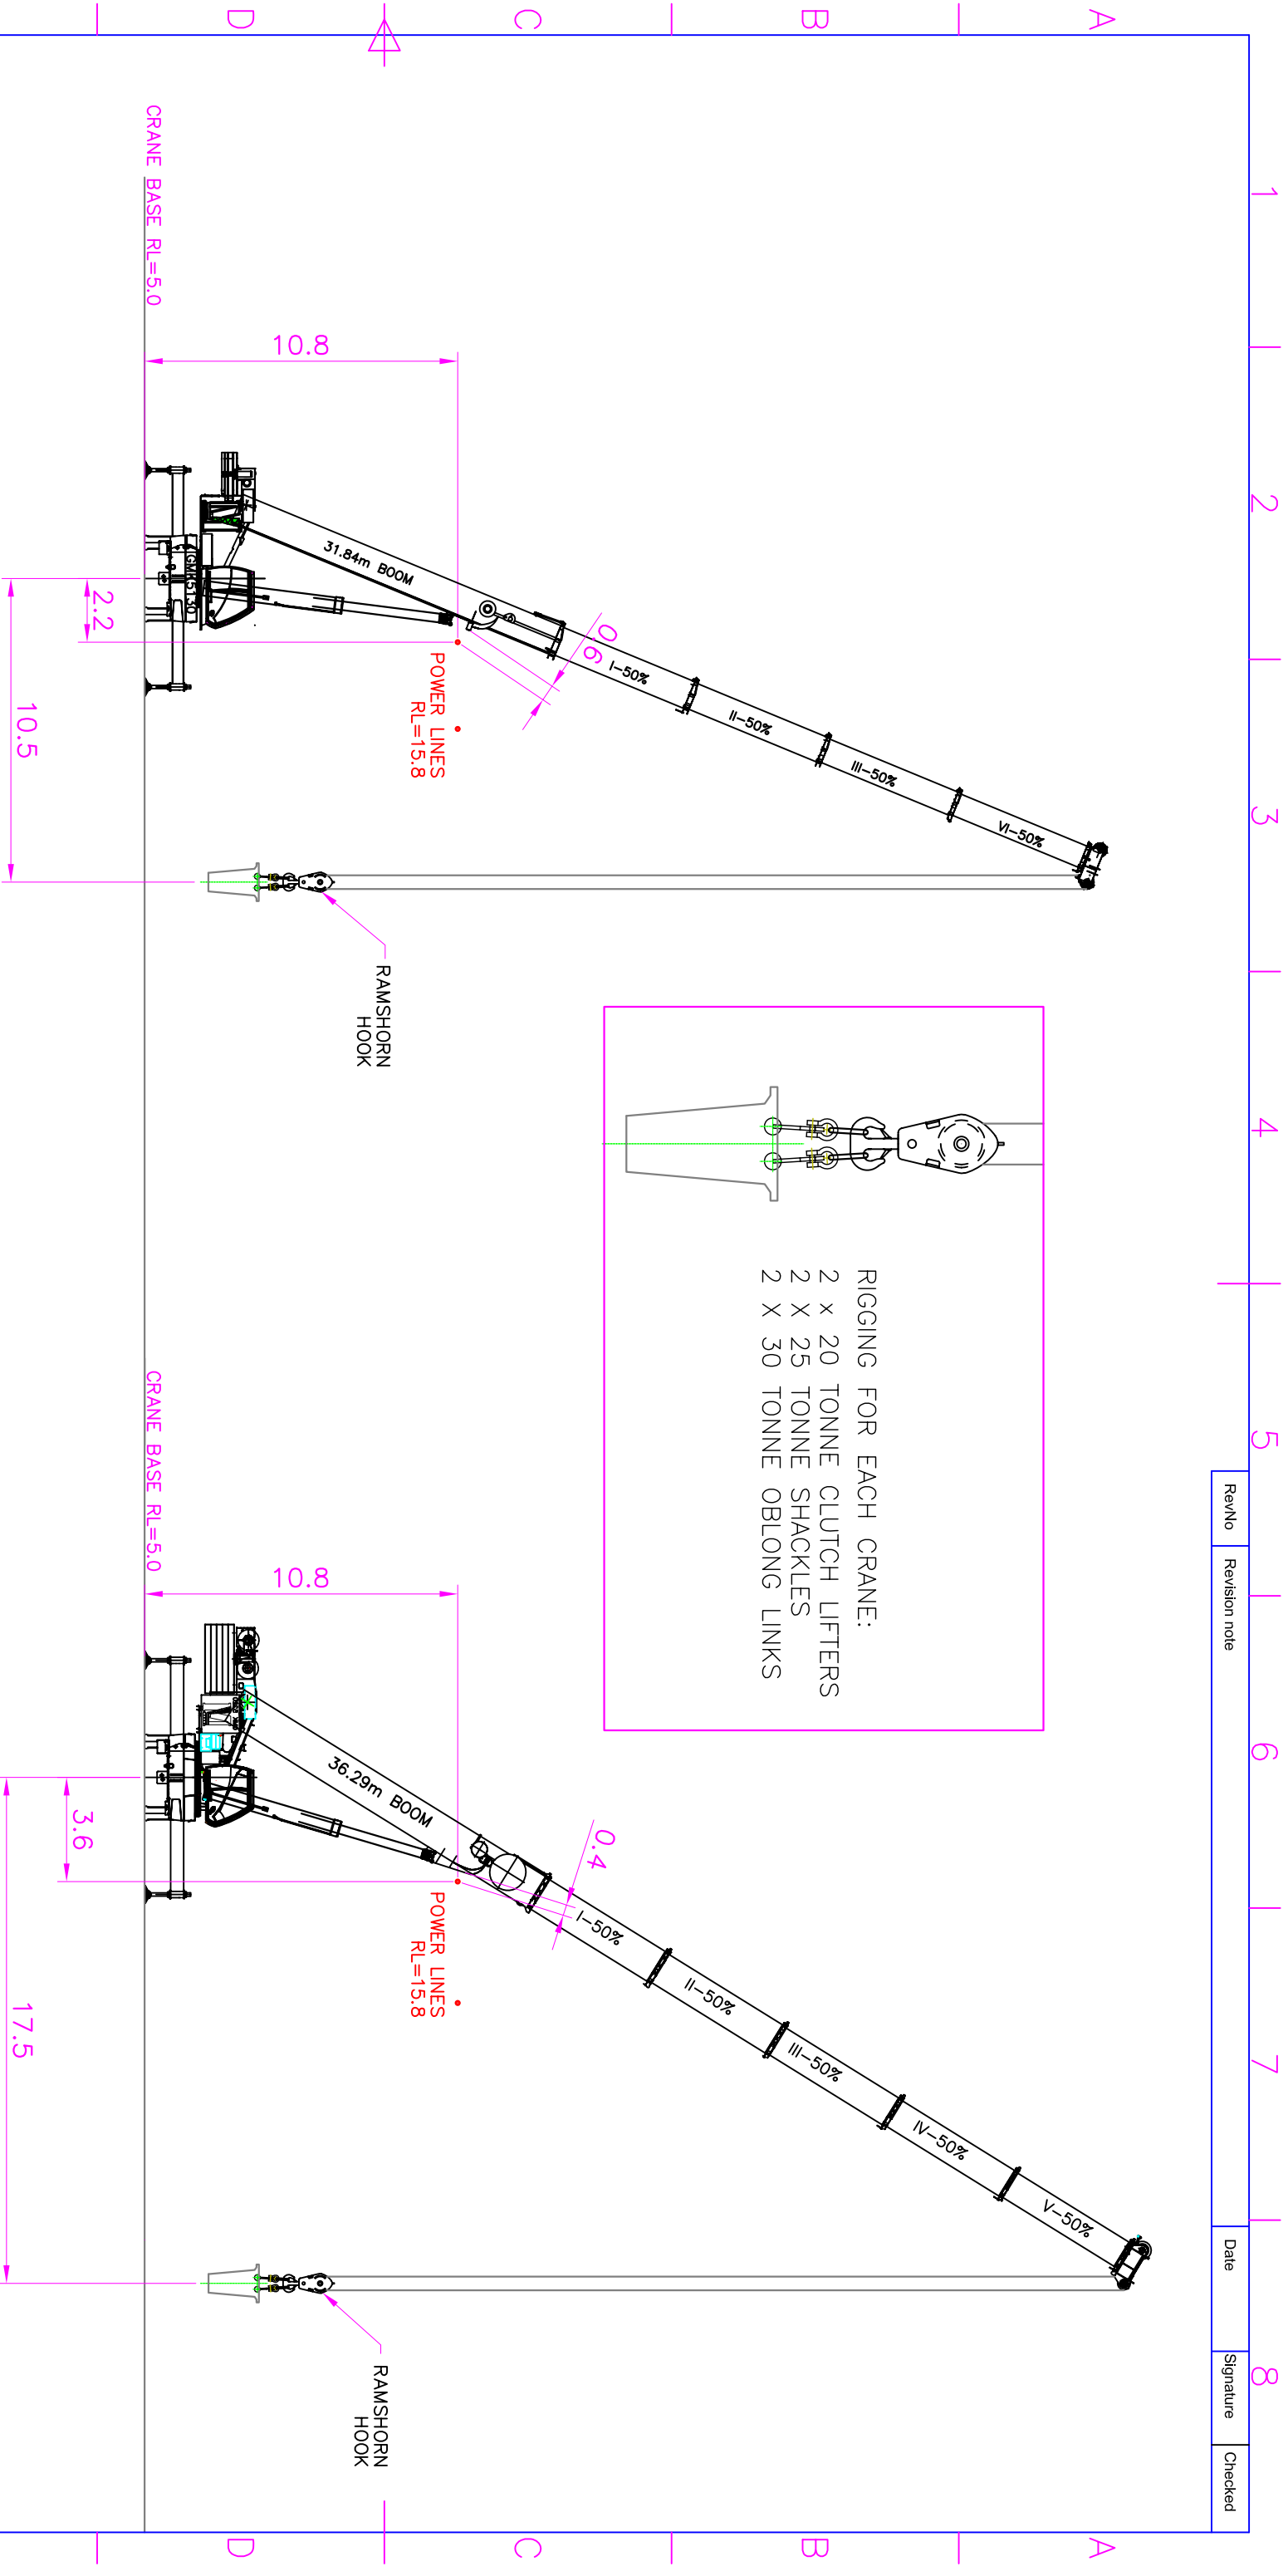 1
2
3
4
5
6
7
8
A
B
C
D
A
B
C
D
RevNo
Revision note
Date
Signature
Checked
RIGGING FOR EACH CRANE:
2 x 20 TONNE CLUTCH LIFTERS
2 X 25 TONNE SHACKLES
2 X 30 TONNE OBLONG LINKS
VI-50%
III-50%
II-50%
I-50%
31.84m BOOM
0.6
10.8
POWER LINES
RL=15.8
RAMSHORN
HOOK
GMK5130
CRANE BASE RL=5.0
2.2
10.5
V-50%
IV-50%
III-50%
II-50%
I-50%
36.29m BOOM
0.4
10.8
POWER LINES
RL=15.8
RAMSHORN
HOOK
CRANE BASE RL=5.0
3.6
17.5